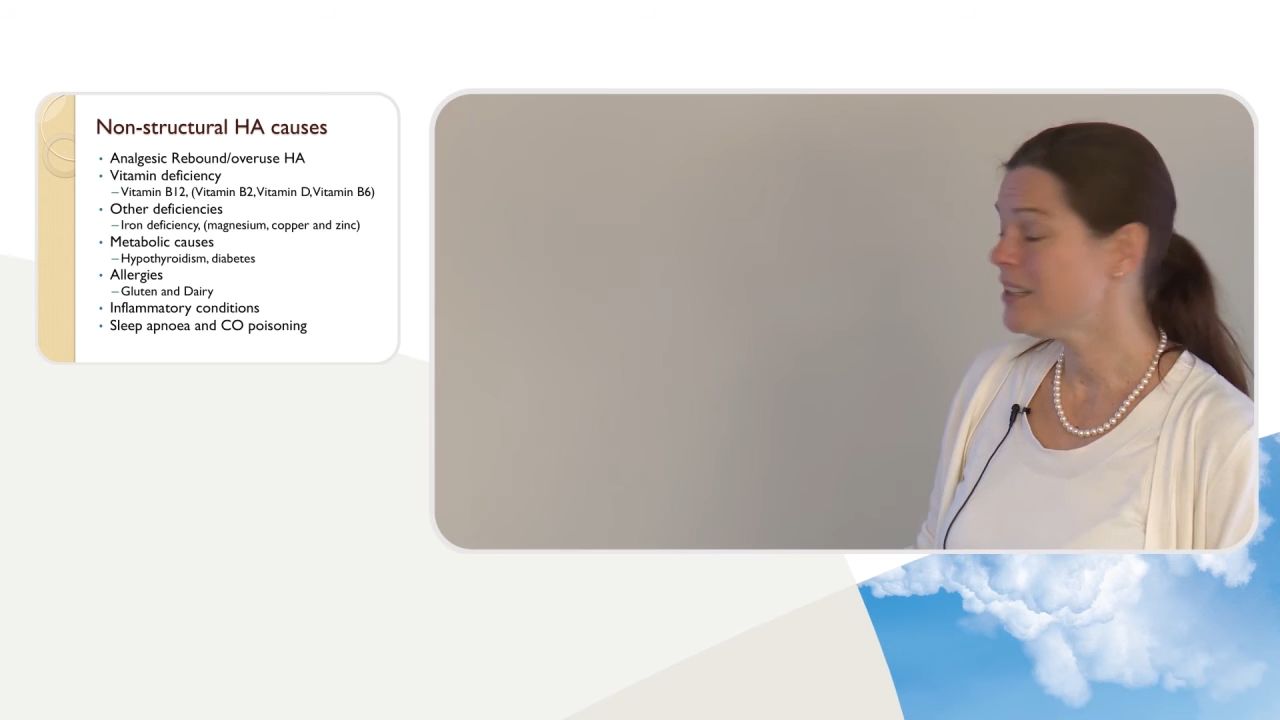 Non-structural HA causes
• Analgesic Rebound/overuse HA
• Vitamin deficiency
–Vitamin B12, (Vitamin B2,Vitamin D,Vitamin B6)
• Other deficiencies
–Iron deficiency, (magnesium, copper and zinc)
• Metabolic causes
–Hypothyroidism, diabetes
• Allergies
–Gluten and Dairy
• Inflammatory conditions
• Sleep apnoea and CO poisoning